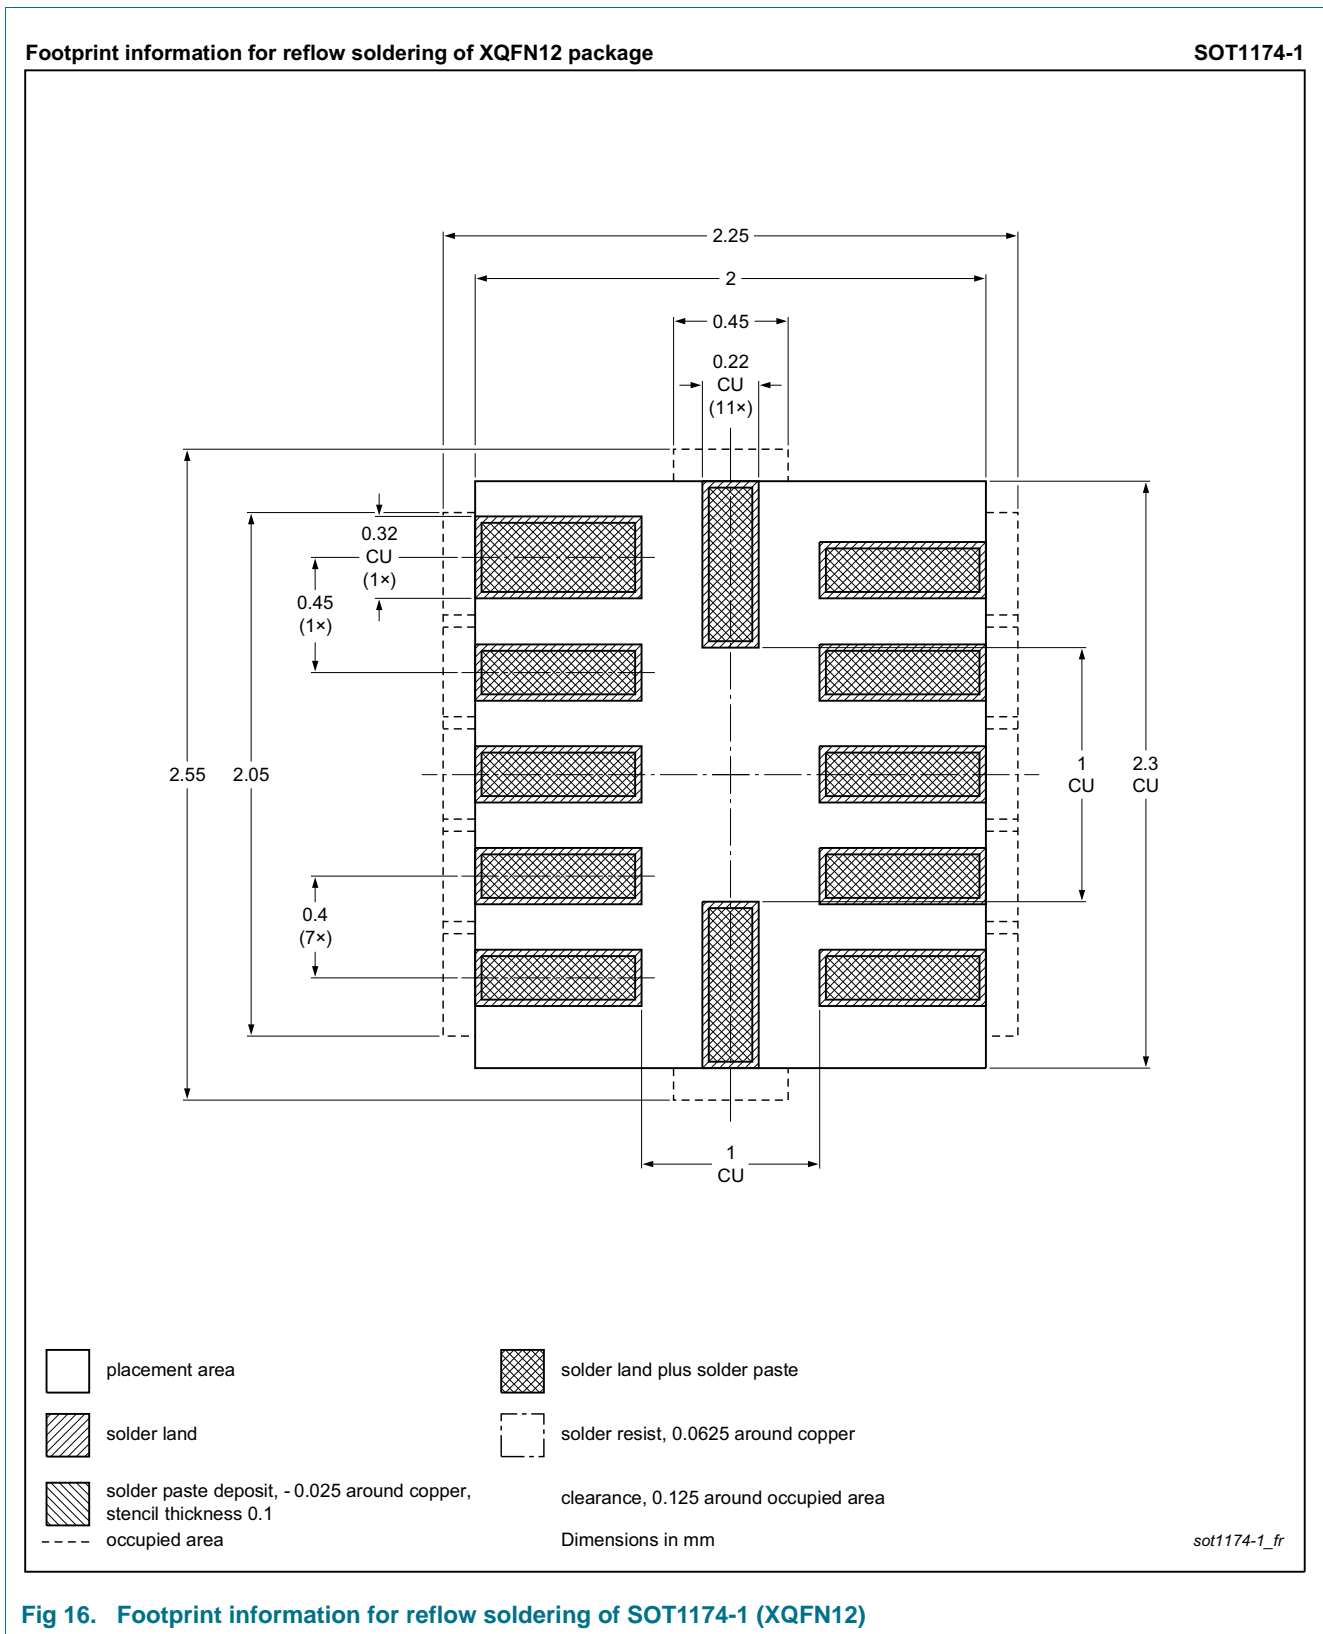 Footprint information for reflow soldering of XQFN12 package SOT1174-1
2.25
2
0.45
0.22
CU
(11×)
0.32
CU
(1×)
0.45
(1×)
2.55 2.05
1
CU
2.3
CU
0.4
(7×)
1
CU
placement area
solder land plus solder paste
solder land
solder resist, 0.0625 around copper
solder paste deposit, - 0.025 around copper,
stencil thickness 0.1
clearance, 0.125 around occupied area
occupied area
Dimensions in mm
sot1174-1_fr
Fig 16. Footprint information for reflow soldering of SOT1174-1 (XQFN12)